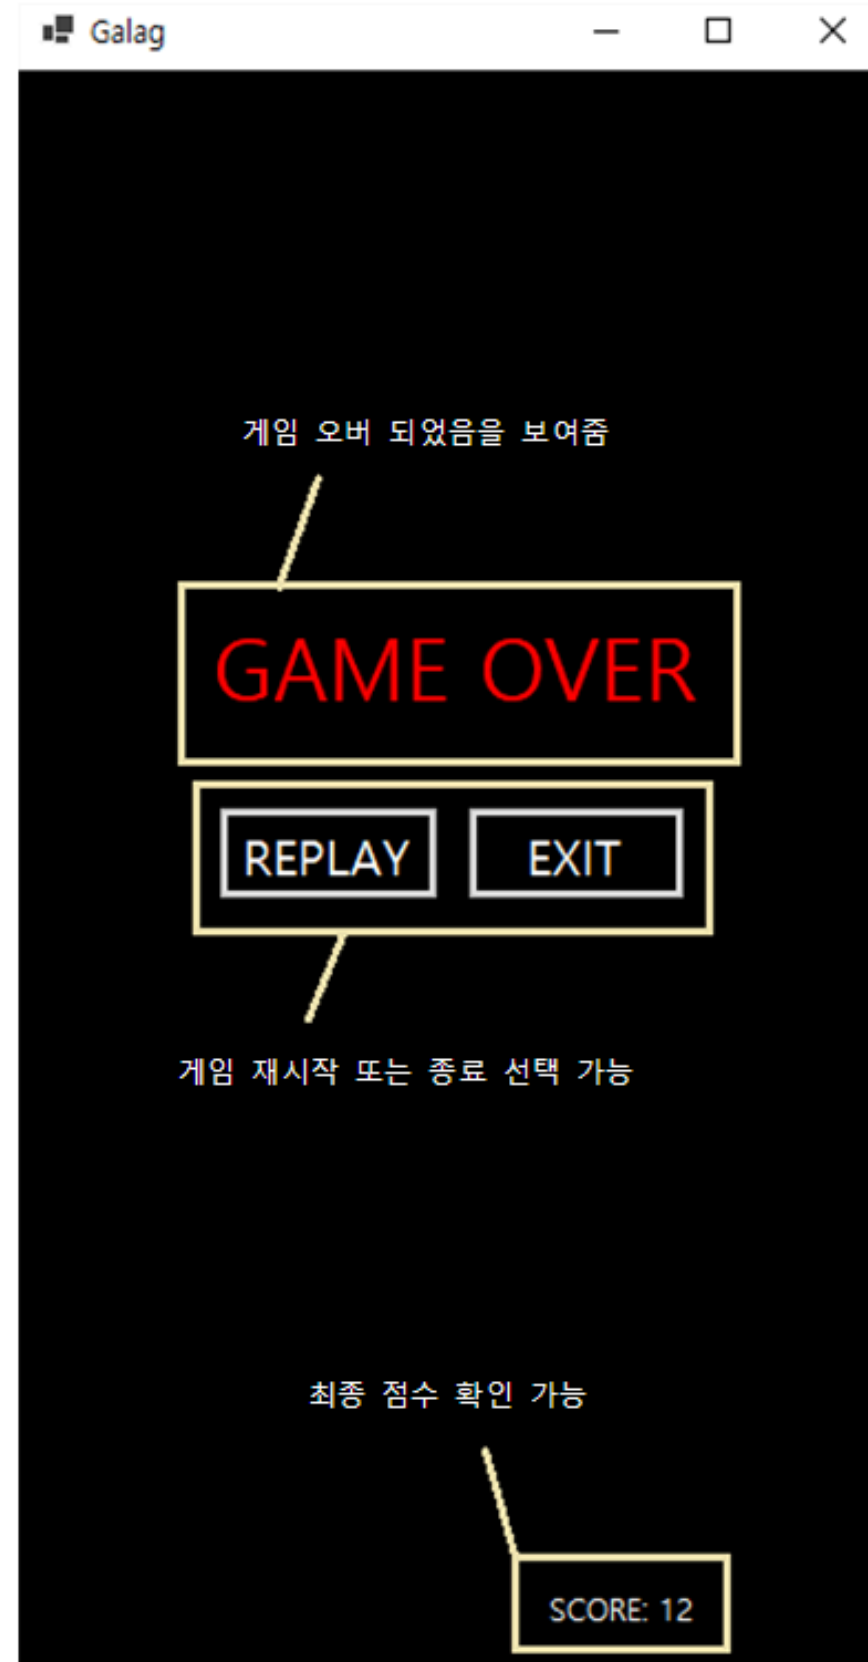 Galag
게임 오버 되었음을 보여줌
GAME OVER
REPLAY EXIT
게임 재시작 또는 종료 선택 가능
최종 점수 확인 가능
SCORE: 12